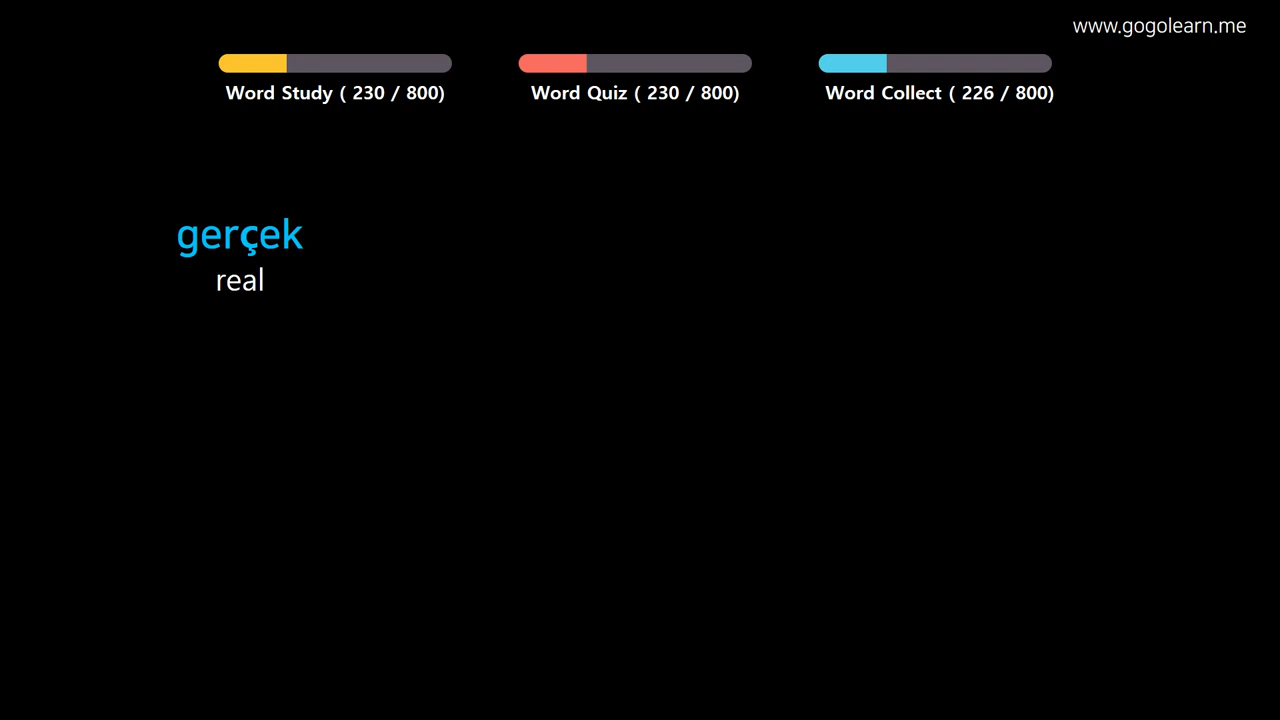 www.gogolearn.me
Word Study ( 230 / 800)
Word Quiz ( 230 / 800)
Word Collect ( 226 / 800)
gerçek
real